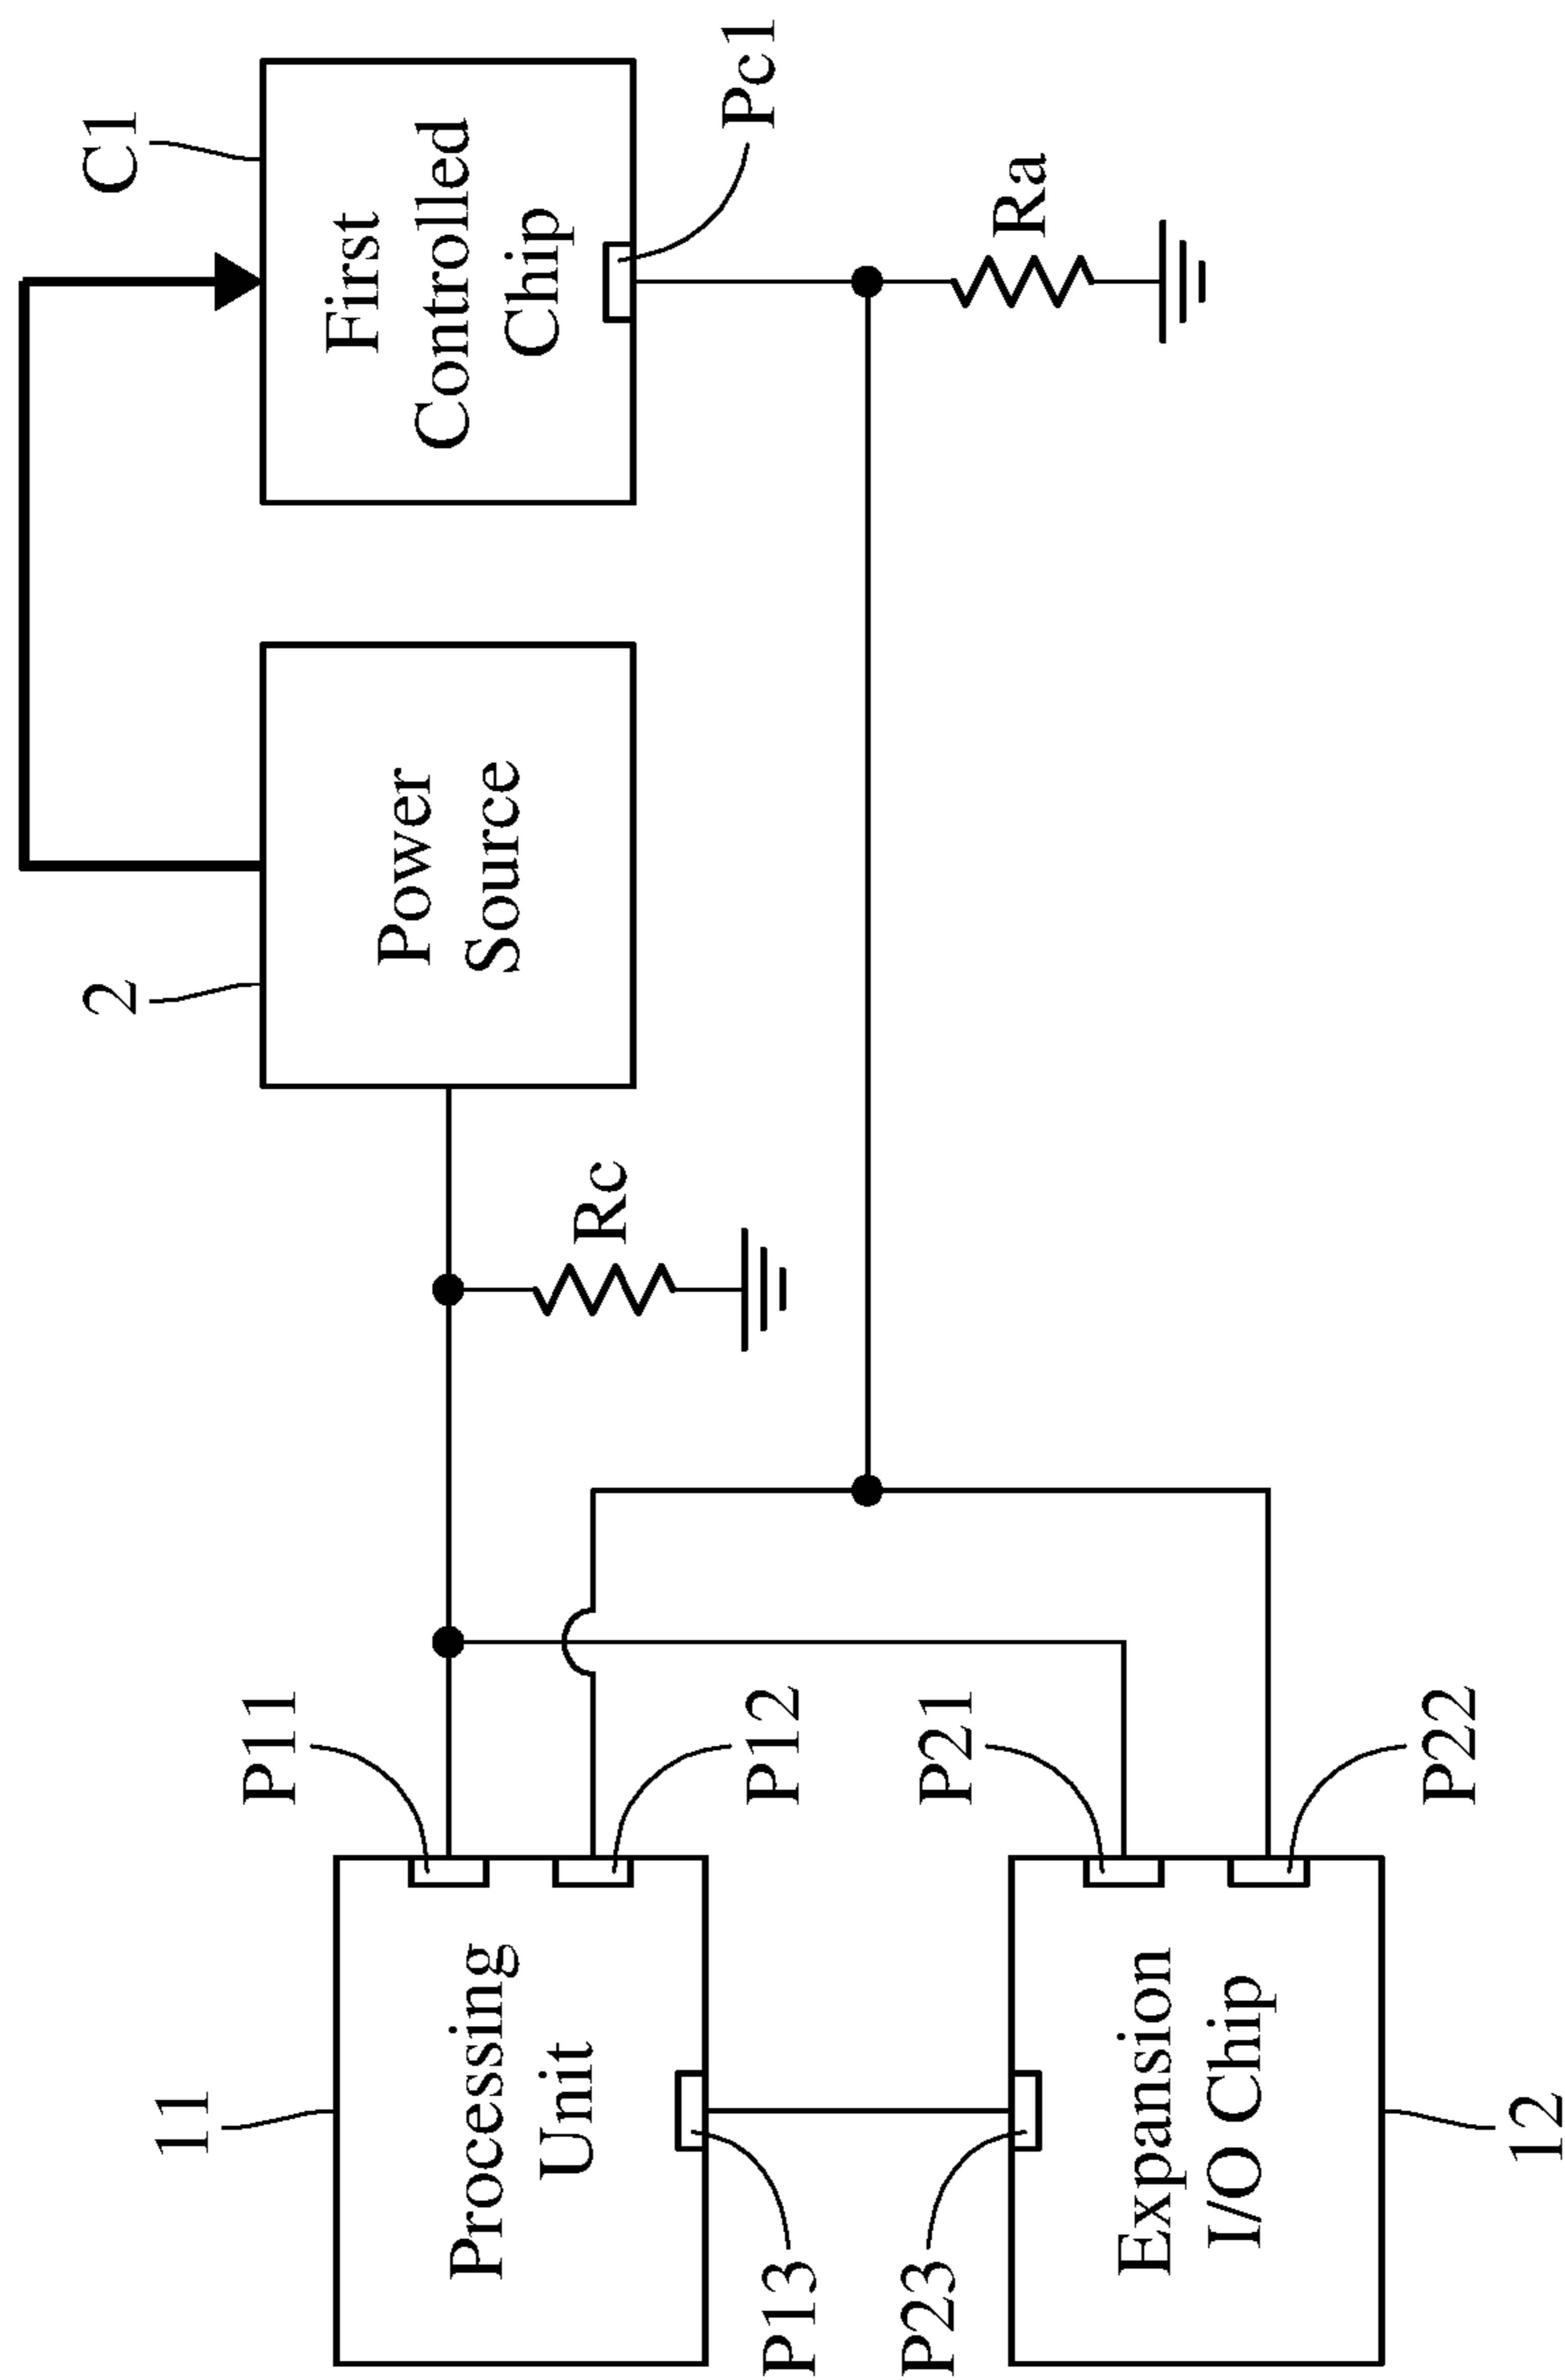 11
Processing
Unit
P11
P12
P13
P23
Expansion
I/O Chip
P21
P22
12
Rc
2
Power
Source
C1
First
Controlled
Chip
Pc1
Ra